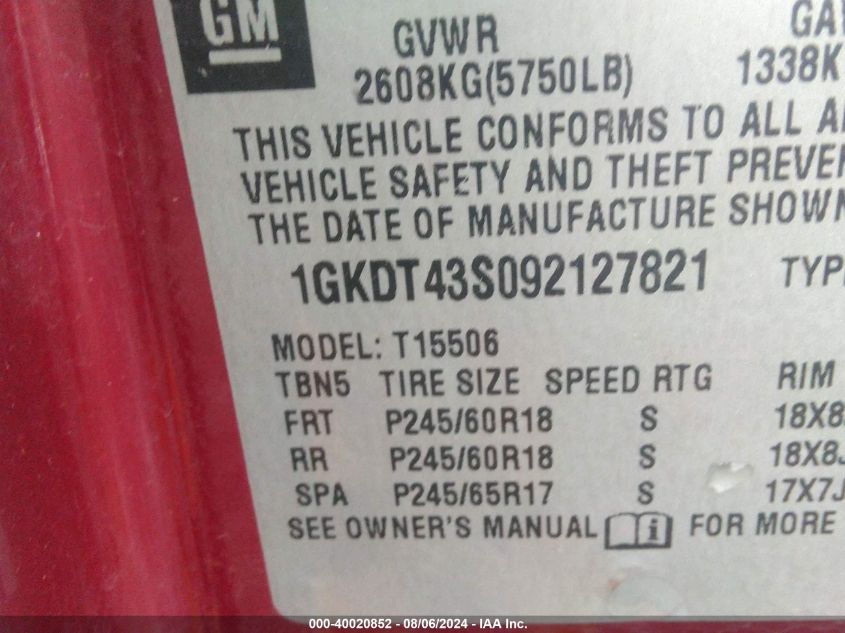 GM
GVWR
2608KG(5750LB)
1338K
THIS VEHICLE CONFORMS TO ALL
VEHICLE SAFETY AND THEFT
THE DATE OF MANUFACTURE
1GKDT43S092127821
MODEL: T15506
TBN5 TIRE SIZE SPEED RTG RIM
FRT P245/60R18 S 18X8
RR P245/60R18 S 18X8J
SPA P245/65R17 S 17X7J
SEE OWNER'S MANUAL FOR MORE
000-40020852 - 08/06/2024 - IAA Inc.